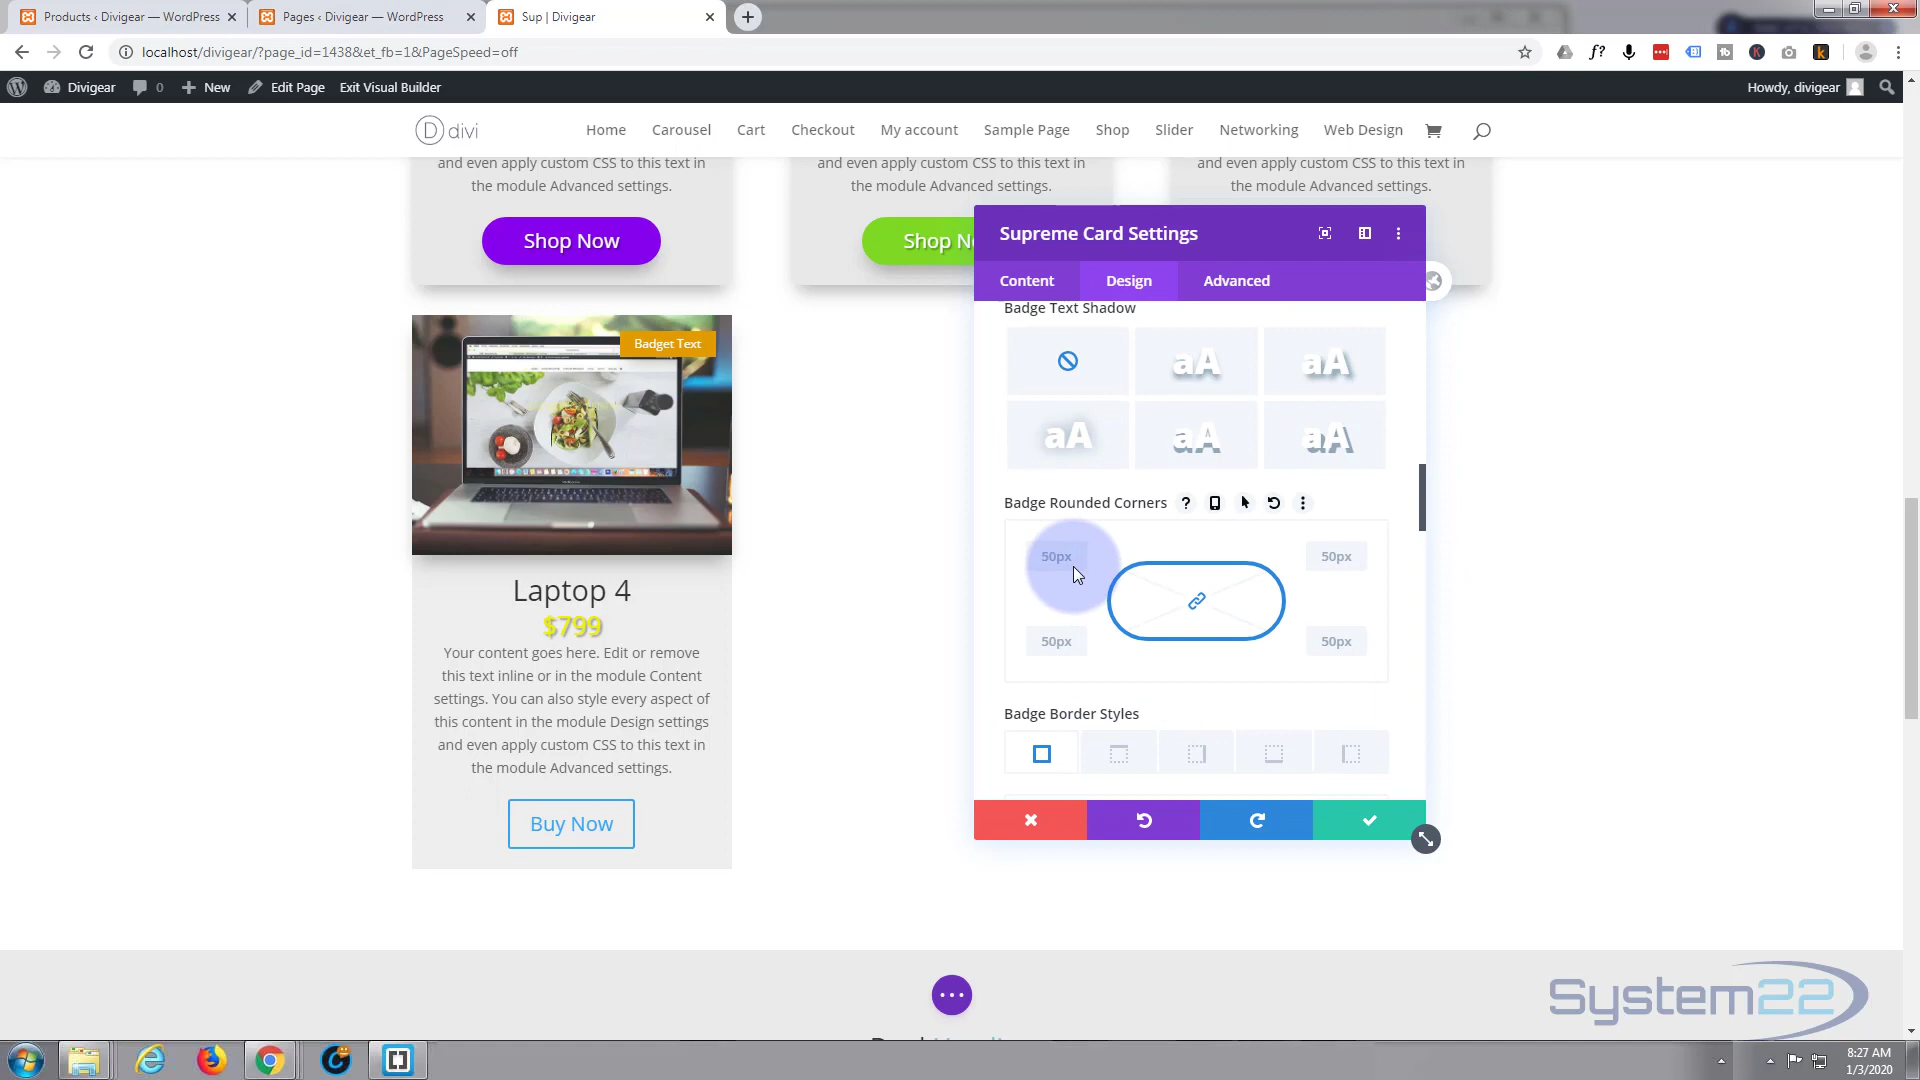 Products ‹ Divigear — WordPress
Pages ‹ Divigear — WordPress
Sup | Divigear
localhost/divigear/?page_id=1438&et_fb=1&PageSpeed=off
Divigear
0
New
Edit Page
Exit Visual Builder
Howdy, divigear
D divi
Home
Carousel
Cart
Checkout
My account
Sample Page
Shop
Slider
Networking
Web Design
and even apply custom CSS to this text in
the module Advanced settings.
Shop Now
and even apply custom CSS to this text in
the module Advanced settings.
and even apply custom CSS to this text in
the module Advanced settings.
Supreme Card Settings
Content
Design
Advanced
Badge Text Shadow
aA
aA
aA
aA
aA
Badge Rounded Corners
50px
50px
50px
50px
Badge Border Styles
Badget Text
Laptop 4
$799
Your content goes here. Edit or remove
this text inline or in the module Content
settings. You can also style every aspect of
this content in the module Design settings
and even apply custom CSS to this text in
the module Advanced settings.
Buy Now
System22
8:27 AM
1/3/2020